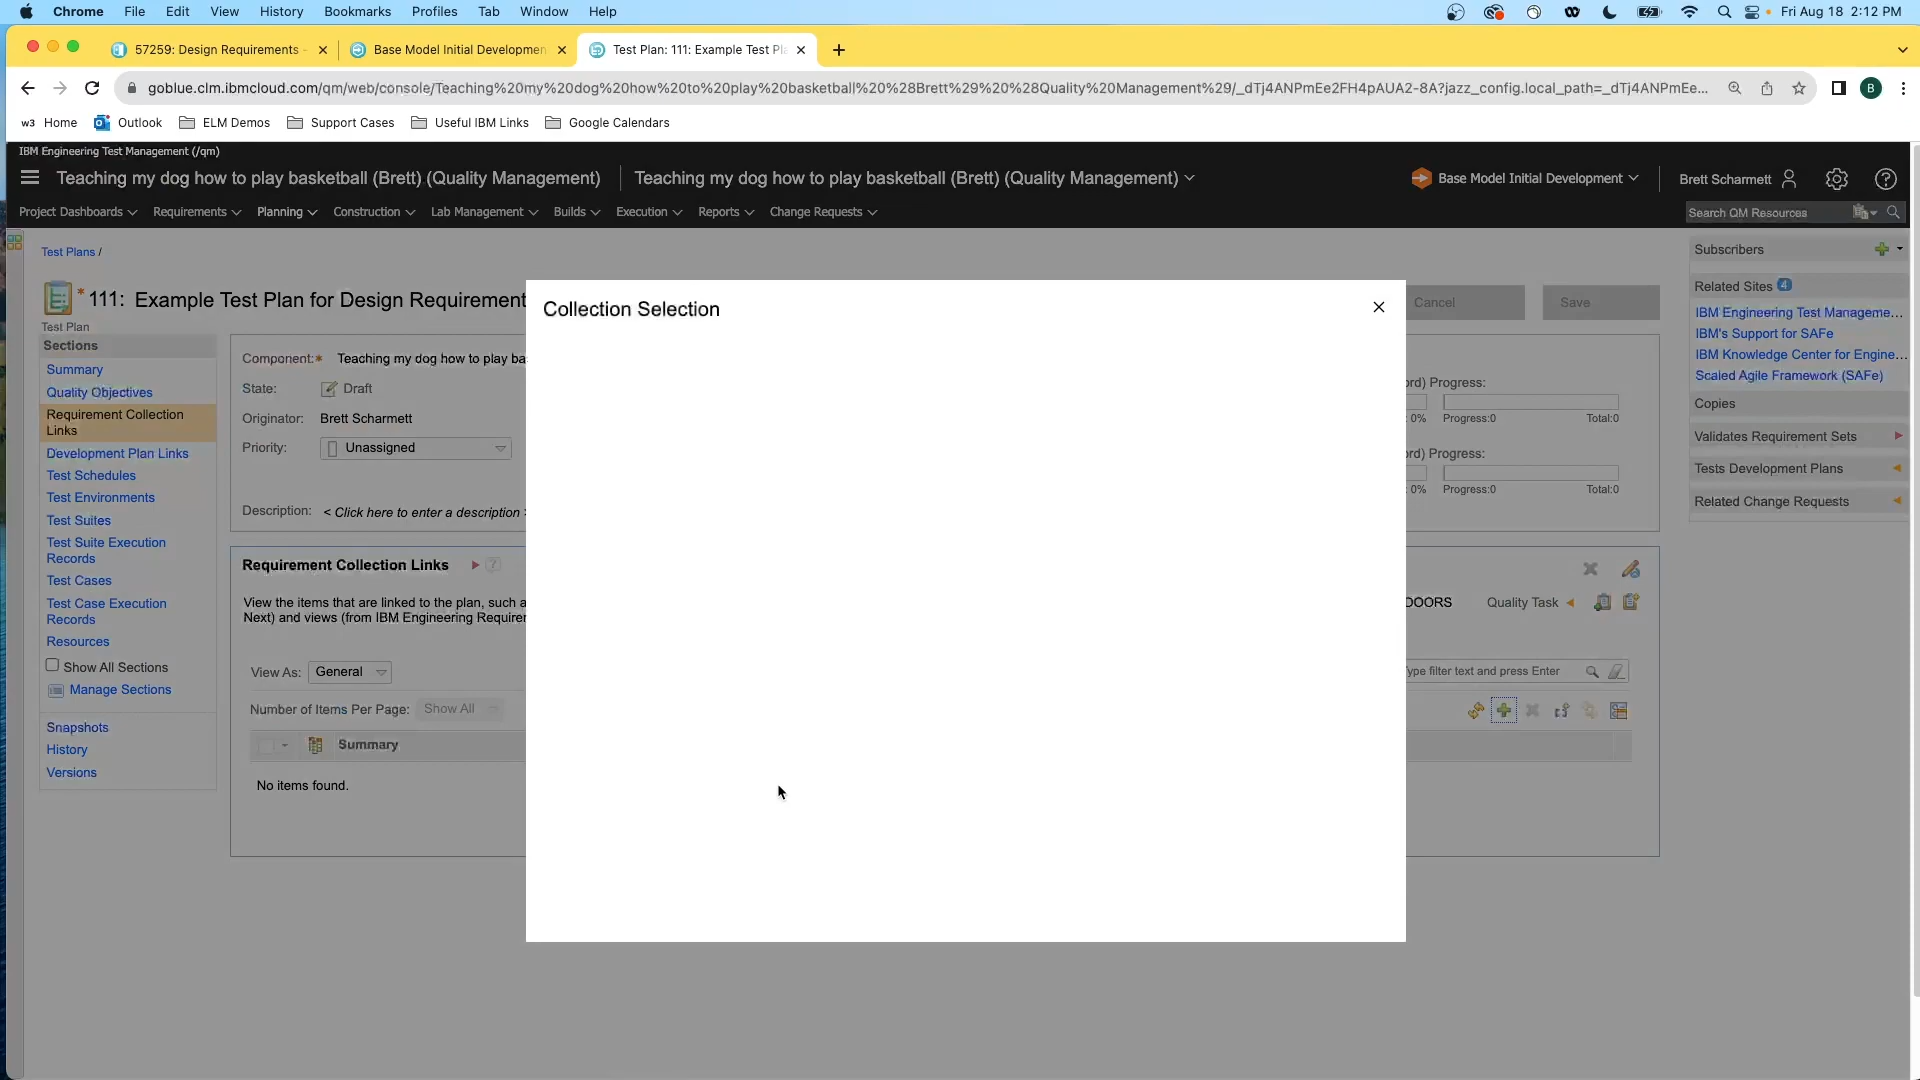 Chrome File Edit View History Bookmarks Profiles Tab Window Help Fri Aug 18 2:12 PM
57259: Design Requirements Base Model Initial Developmen Test Plan: 111: Example Test Pla
goblue.clm.ibmcloud.com/qm/web/console/Teaching%20my%20dog%20how%20to%20play%20basketball%20%28Brett%29%20%28Quality%20Management%29/_dTj4ANPmEe2FH4pAUA2-8A?jazz_config.local_path=_dTj4ANPmEe... B
w3 Home Outlook ELM Demos Support Cases Useful IBM Links Google Calendars
IBM Engineering Test Management (/qm)
Teaching my dog how to play basketball (Brett) (Quality Management) Teaching my dog how to play basketball (Brett) (Quality Management) Base Model Initial Development Brett Scharmett
Project Dashboards Requirements Planning Construction Lab Management Builds Execution Reports Change Requests Search QM Resources
Test Plans /
* 111: Example Test Plan for Design Requirement
Test Plan
Sections
Summary
Quality Objectives
Requirement Collection
Links
Development Plan Links
Test Schedules
Test Environments
Test Suites
Test Suite Execution
Records
Test Cases
Test Case Execution
Records
Resources
Show All Sections
Manage Sections
Snapshots
History
Versions
Component:* Teaching my dog how to play ba
State: Draft
Originator: Brett Scharmett
Priority: Unassigned
Description: < Click here to enter a description >
Requirement Collection Links ?
View the items that are linked to the plan, such a
Next) and views (from IBM Engineering Requirer
View As: General
Number of Items Per Page: Show All
Summary
No items found.
Collection Selection
Cancel Save
ord) Progress:
: 0% Progress:0 Total:0
ord) Progress:
: 0% Progress:0 Total:0
DOORS Quality Task
Type filter text and press Enter
Subscribers
Related Sites 4
IBM Engineering Test Manageme...
IBM's Support for SAFe
IBM Knowledge Center for Engine...
Scaled Agile Framework (SAFe)
Copies
Validates Requirement Sets
Tests Development Plans
Related Change Requests